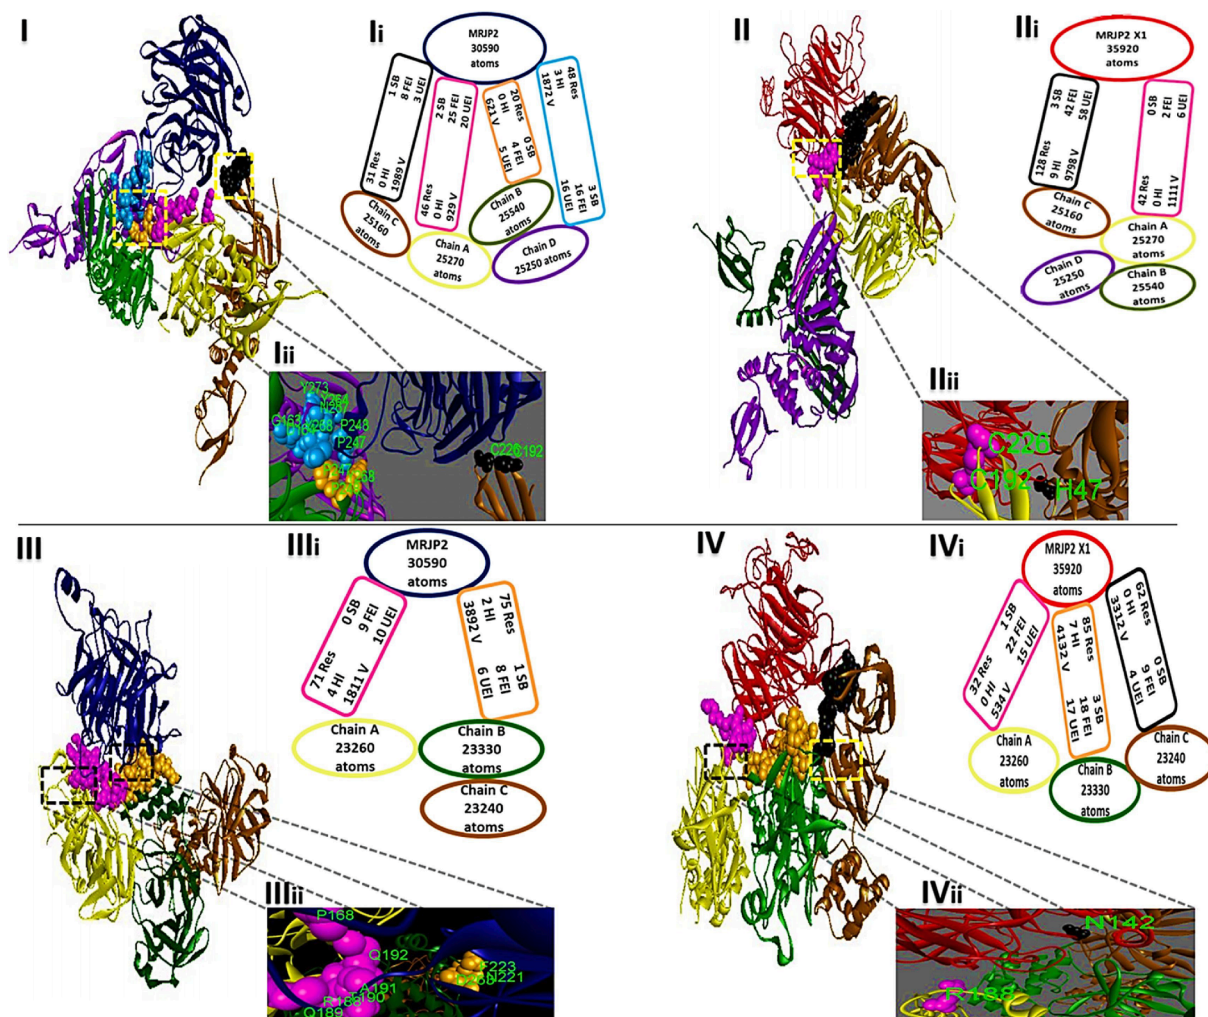 I
Ii
MRJP2
30590
atoms
1 SB
8 FEI
3 UEI
31 Res
0 HI
1989 V
2 SB
25 FEI
20 UEI
46 Res
0 HI
929 V
20 Res
0 HI
621 V
0 SB
4 FEI
5 UEI
48 Res
3 HI
1872 V
3 SB
16 FEI
16 UEI
Chain C
25160
atoms
Chain A
25270
atoms
Chain B
25540
atoms
Chain D
25250 atoms
Iii
Y273
P248
P247
C226
C192
II
IIi
MRJP2 X1
35920
atoms
3 SB
42 FEI
58 UEI
128 Res
9 HI
9798 V
0 SB
2 FEI
6 UEI
42 Res
0 HI
1111 V
Chain C
25160
atoms
Chain A
25270
atoms
Chain D
25250
atoms
Chain B
25540
atoms
IIii
C226
C192
H47
III
IIIi
MRJP2
30590
atoms
0 SB
9 FEI
10 UEI
71 Res
4 HI
1811 V
75 Res
2 HI
3892 V
1 SB
8 FEI
6 UEI
Chain A
23260
atoms
Chain B
23330
atoms
Chain C
23240
atoms
IIIii
P168
Q192
A191
R188
Q189
N221
IV
IVi
MRJP2 X1
35920
atoms
1 SB
22 FEI
15 UEI
32 Res
0 HI
534 V
85 Res
7 HI
4132 V
3 SB
18 FEI
17 UEI
62 Res
0 HI
3312 V
0 SB
9 FEI
4 UEI
Chain A
23260
atoms
Chain B
23330
atoms
Chain C
23240
atoms
IVii
N142
R188